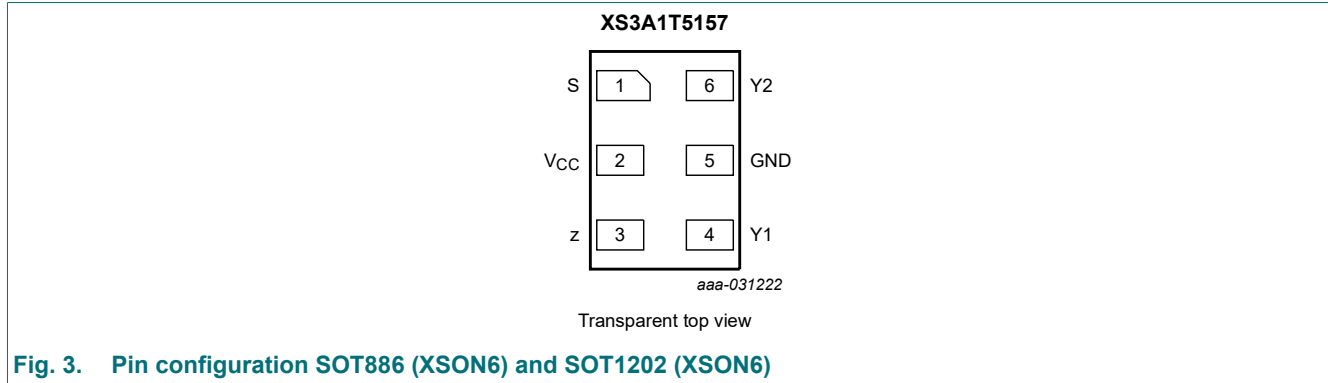 XS3A1T5157
S 1 6 Y2
VCC 2 5 GND
z 3 4 Y1
aaa-031222
Transparent top view
Fig. 3. Pin configuration SOT886 (XSON6) and SOT1202 (XSON6)